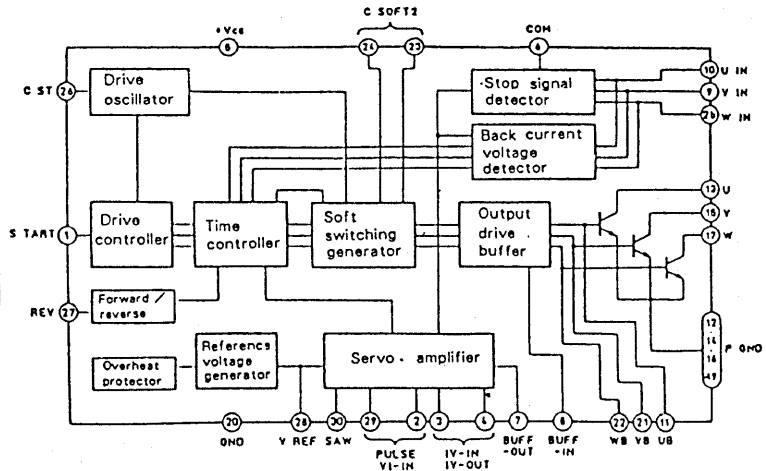 C SOFT2
+Vcc
5
24
23
COM
6
C ST
26
Drive
oscillator
Stop signal
detector
10
U IN
9
V IN
W IN
Back current
voltage
detector
13
U
15
V
17
W
START
1
Drive
controller
Time
controller
Soft
switching
generator
Output
drive
buffer
REV
27
Forward /
reverse
Overheat
protector
Reference
voltage
generator
Servo amplifier
12
14
16
19
P GND
20
28
30
29
2
3
4
7
8
22
21
11
GND
V REF
SAW
PULSE
VI-IN
IV-IN
IV-OUT
BUFF
-OUT
BUFF
-IN
WB
VB
UB